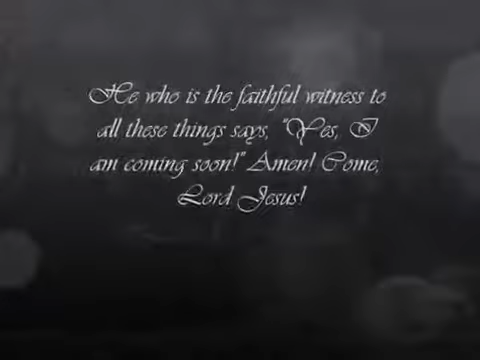 He who is the faithful witness to
all these things says, "Yes, I
am coming soon!" Amen! Come,
Lord Jesus!